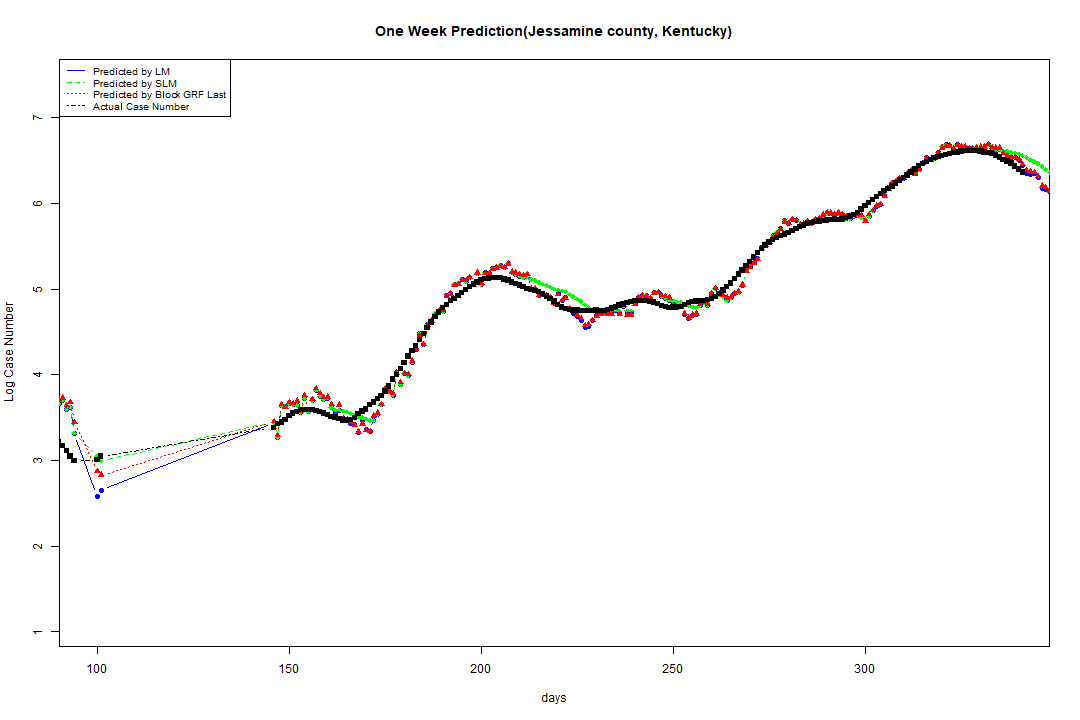 One Week Prediction(Jessamine county, Kentucky)
Predicted by LM
Predicted by SLM
Predicted by Block GRF Last
Actual Case Number
7
6
5
4
3
2
1
Log Case Number
100 150 200 250 300
days